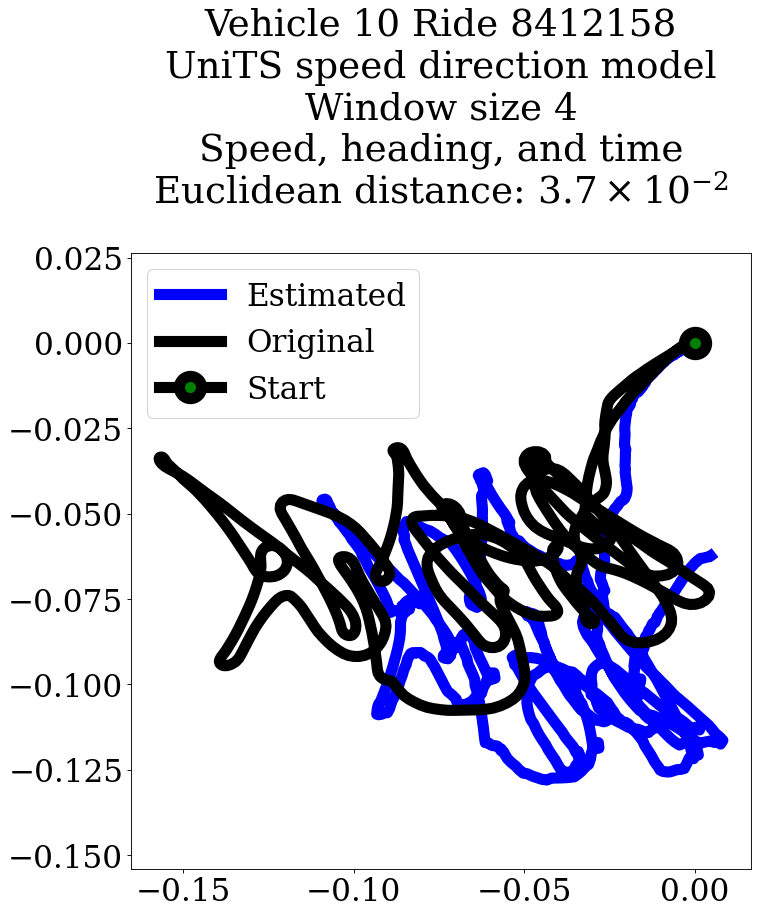 Vehicle 10 Ride 8412158
UniTS speed direction model
Window size 4
Speed, heading, and time
Euclidean distance: 3.7 × 10⁻²
0.025
0.000
−0.025
−0.050
−0.075
−0.100
−0.125
−0.150
Estimated
Original
Start
−0.15
−0.10
−0.05
0.00